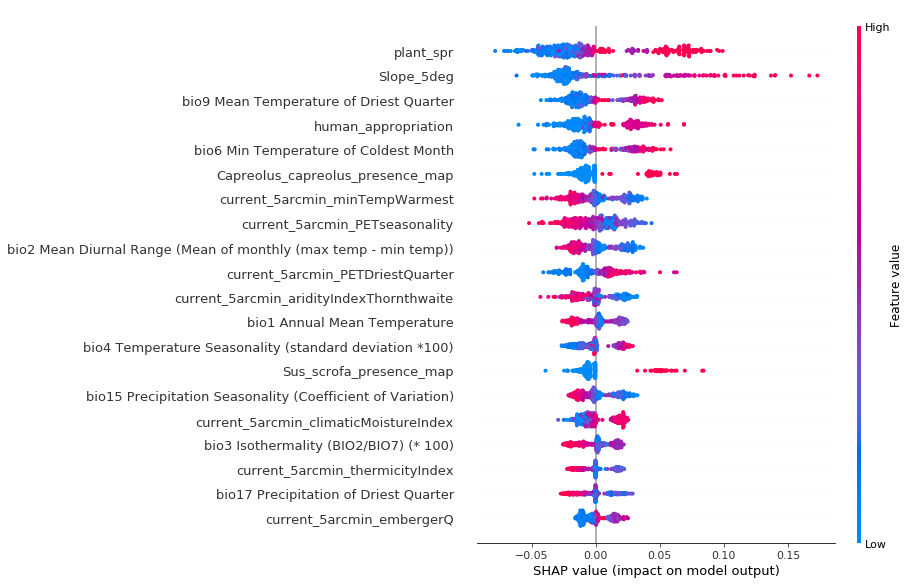 High
plant_spr
Slope_5deg
bio9 Mean Temperature of Driest Quarter
human_appropriation
bio6 Min Temperature of Coldest Month
Capreolus_capreolus_presence_map
current_5arcmin_minTempWarmest
current_5arcmin_PETseasonality
bio2 Mean Diurnal Range (Mean of monthly (max temp - min temp))
current_5arcmin_PETDriestQuarter
current_5arcmin_aridityIndexThornthwaite
bio1 Annual Mean Temperature
bio4 Temperature Seasonality (standard deviation *100)
Sus_scrofa_presence_map
bio15 Precipitation Seasonality (Coefficient of Variation)
current_5arcmin_climaticMoistureIndex
bio3 Isothermality (BIO2/BIO7) (* 100)
current_5arcmin_thermicityIndex
bio17 Precipitation of Driest Quarter
current_5arcmin_embergerQ
Feature value
Low
−0.05 0.00 0.05 0.10 0.15
SHAP value (impact on model output)